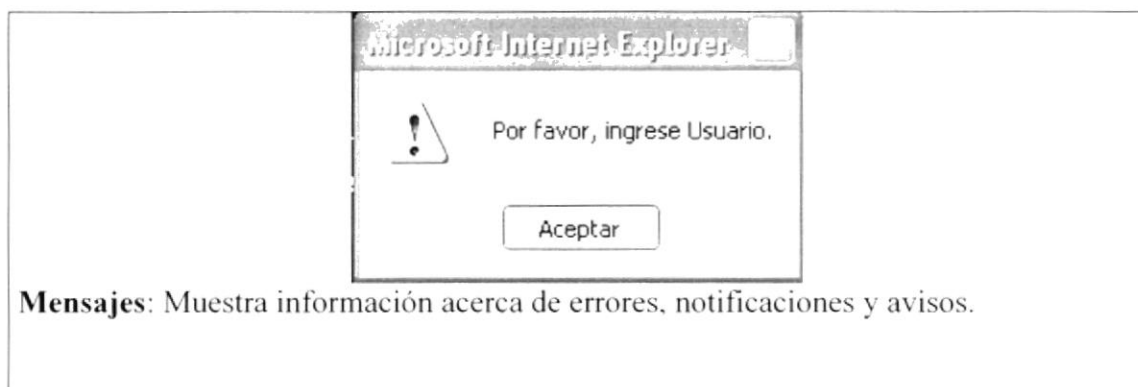 Microsoft Internet Explorer
!
Por favor, ingrese Usuario.
Aceptar
Mensajes: Muestra información acerca de errores, notificaciones y avisos.